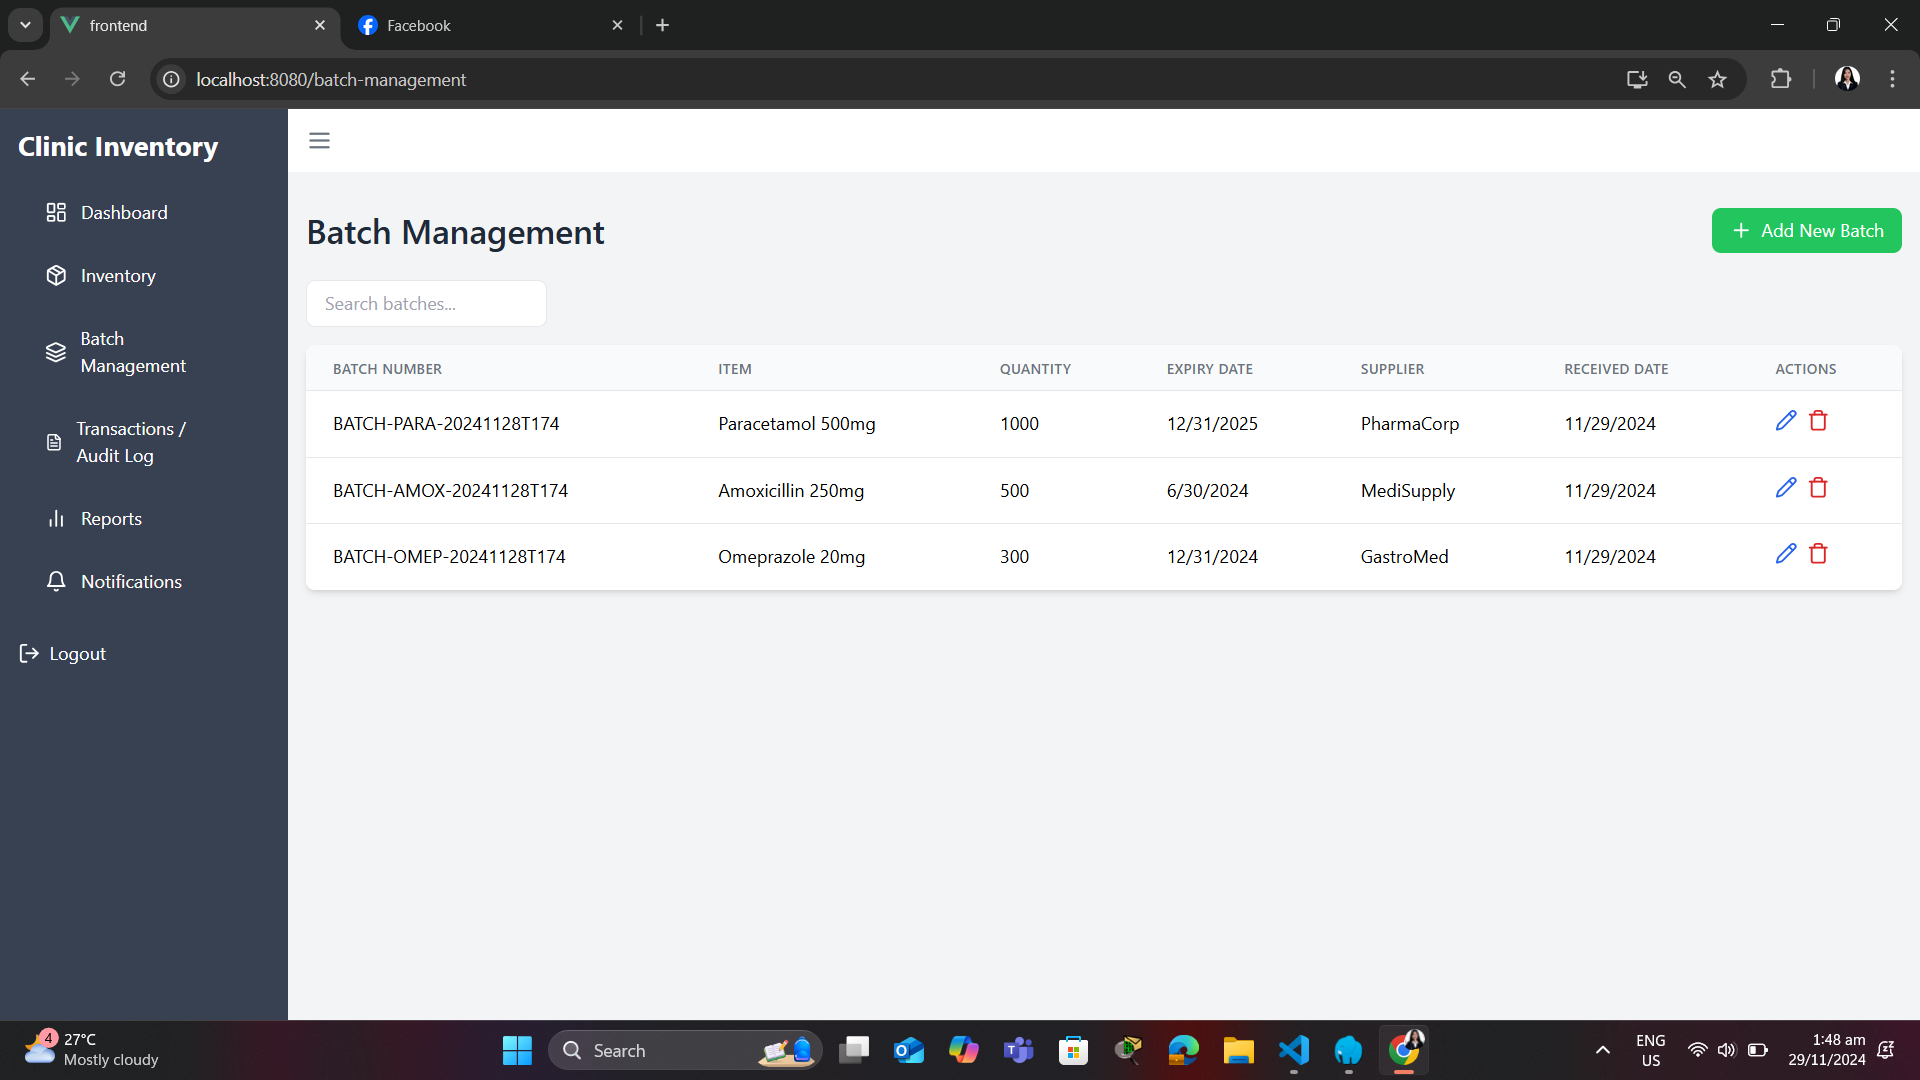 frontend
Facebook
localhost:8080/batch-management
Clinic Inventory
Dashboard
Inventory
Batch
Management
Transactions /
Audit Log
Reports
Notifications
Logout
Batch Management
Add New Batch
Search batches...
BATCH NUMBER ITEM QUANTITY EXPIRY DATE SUPPLIER RECEIVED DATE ACTIONS
BATCH-PARA-20241128T174 Paracetamol 500mg 1000 12/31/2025 PharmaCorp 11/29/2024
BATCH-AMOX-20241128T174 Amoxicillin 250mg 500 6/30/2024 MediSupply 11/29/2024
BATCH-OMEP-20241128T174 Omeprazole 20mg 300 12/31/2024 GastroMed 11/29/2024
4
27°C
Mostly cloudy
Search
ENG
US
1:48 am
29/11/2024